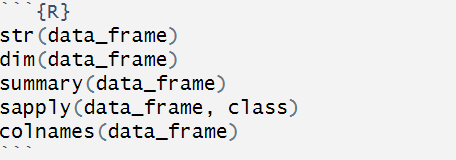 ```{R}
str(data_frame)
dim(data_frame)
summary(data_frame)
sapply(data_frame, class)
colnames(data_frame)
```